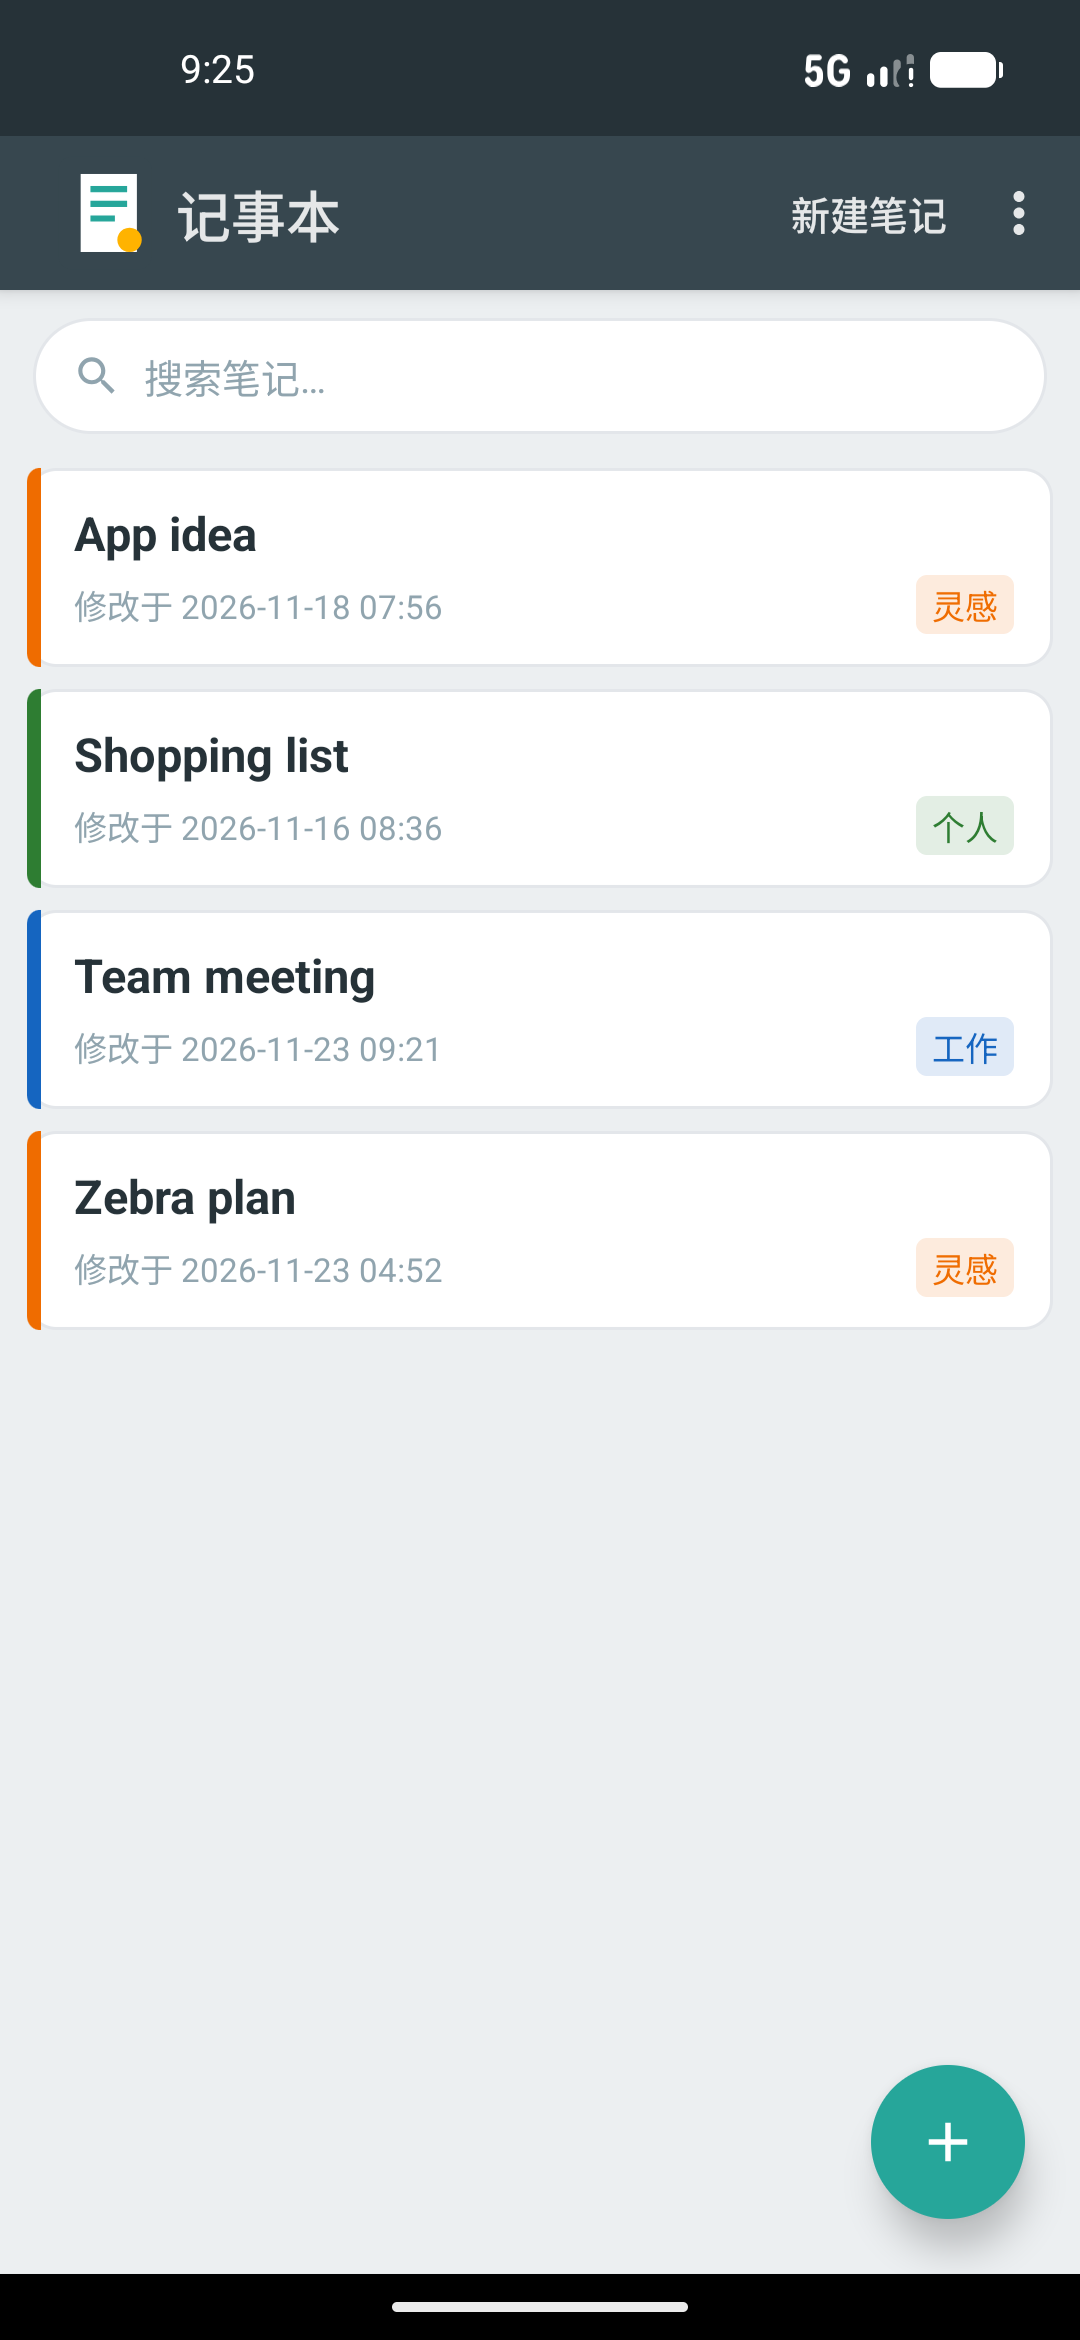 9:25 5G
记事本 新建笔记
搜索笔记...
App idea
修改于 2026-11-18 07:56 灵感
Shopping list
修改于 2026-11-16 08:36 个人
Team meeting
修改于 2026-11-23 09:21 工作
Zebra plan
修改于 2026-11-23 04:52 灵感